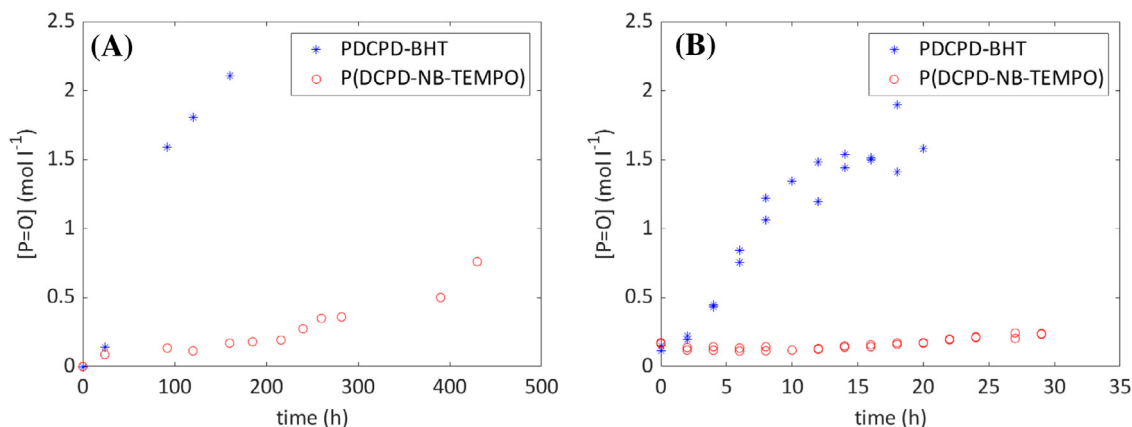 (A)
PDCPD-BHT
P(DCPD-NB-TEMPO)
[P=O] (mol l⁻¹)
2.5
2
1.5
1
0.5
0
0 100 200 300 400 500
time (h)
(B)
PDCPD-BHT
P(DCPD-NB-TEMPO)
[P=O] (mol l⁻¹)
2.5
2
1.5
1
0.5
0
0 5 10 15 20 25 30 35
time (h)